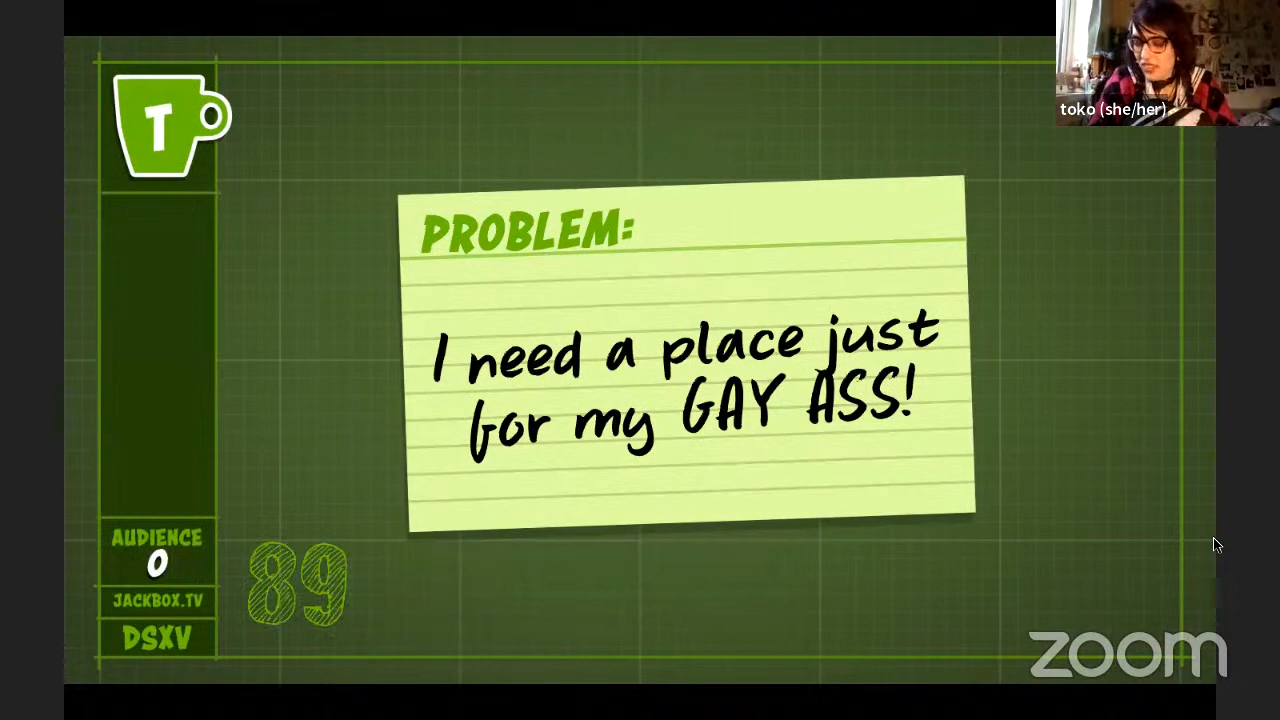 toko (she/her)
T
PROBLEM:
I need a place just
for my GAY ASS!
AUDIENCE
0
JACKBOX.TV
DSXV
89
zoom